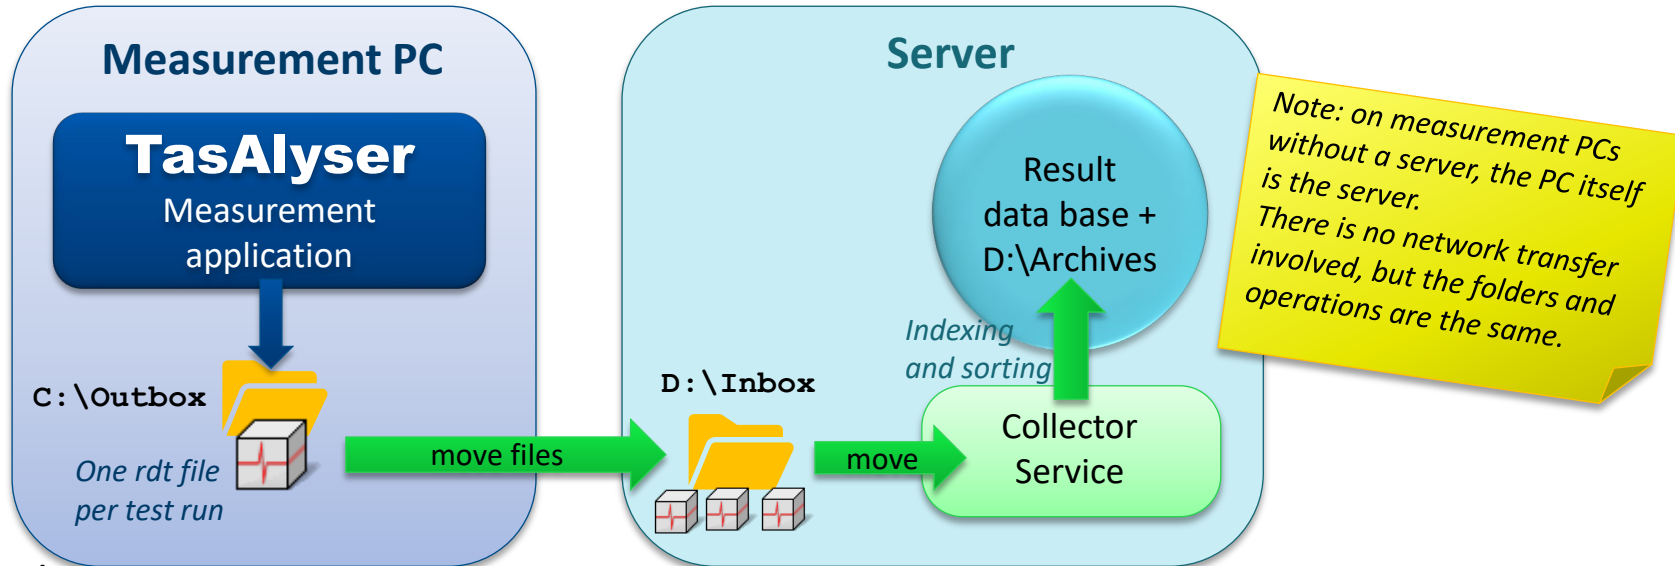 Measurement PC
TasAlyser
Measurement
application
C:\Outbox
One rdt file
per test run
move files
Server
Result
data base +
D:\Archives
Indexing
and sorting
D:\Inbox
move
Collector
Service
Note: on measurement PCs
without a server, the PC itself
is the server.
There is no network transfer
involved, but the folders and
operations are the same.